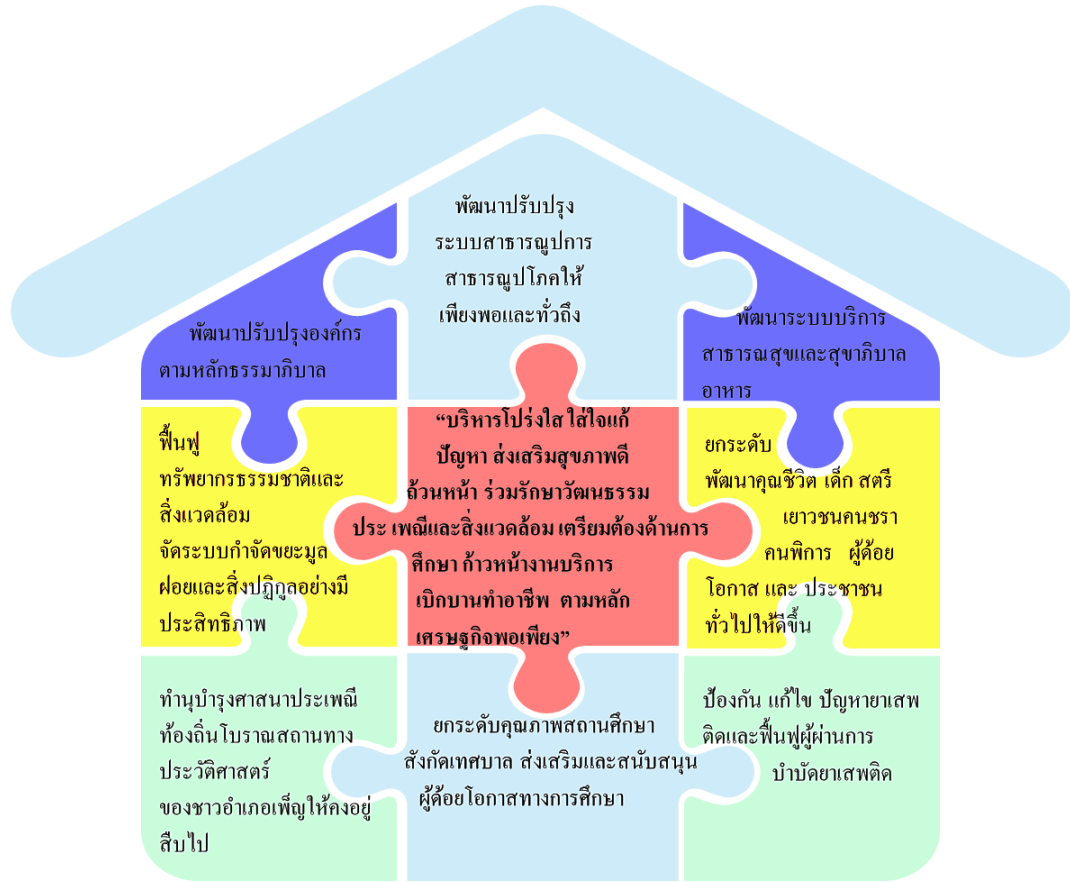 พัฒนาปรับปรุง
ระบบสาธารณูปการ
สาธารณูปโภคให้
เพียงพอและทั่วถึง
พัฒนาปรับปรุงองค์กร
ตามหลักธรรมาภิบาล
พัฒนาระบบบริการ
สาธารณสุขและสุขาภิบาล
อาหาร
ฟื้นฟู
ทรัพยากรธรรมชาติและ
สิ่งแวดล้อม
จัดระบบกำจัดขยะมูล
ฝอยและสิ่งปฏิกูลอย่างมี
ประสิทธิภาพ
“บริหารโปร่งใส ใส่ใจแก้
ปัญหา ส่งเสริมสุขภาพดี
ถ้วนหน้า ร่วมรักษาวัฒนธรรม
ประ เพณีและสิ่งแวดล้อม เตรียมต้องด้านการ
ศึกษา ก้าวหน้างานบริการ
เบิกบานทำอาชีพ ตามหลัก
เศรษฐกิจพอเพียง”
ยกระดับ
พัฒนาคุณชีวิต เด็ก สตรี
เยาวชนคนชรา
คนพิการ ผู้ด้อย
โอกาส และ ประชาชน
ทั่วไปให้ดีขึ้น
ทำนุบำรุงศาสนาประเพณี
ท้องถิ่นโบราณสถานทาง
ประวัติศาสตร์
ของชาวอำเภอเพ็ญให้คงอยู่
สืบไป
ยกระดับคุณภาพสถานศึกษา
สังกัดเทศบาล ส่งเสริมและสนับสนุน
ผู้ด้อยโอกาสทางการศึกษา
ป้องกัน แก้ไข ปัญหายาเสพ
ติดและฟื้นฟูผู้ผ่านการ
บำบัดยาเสพติด